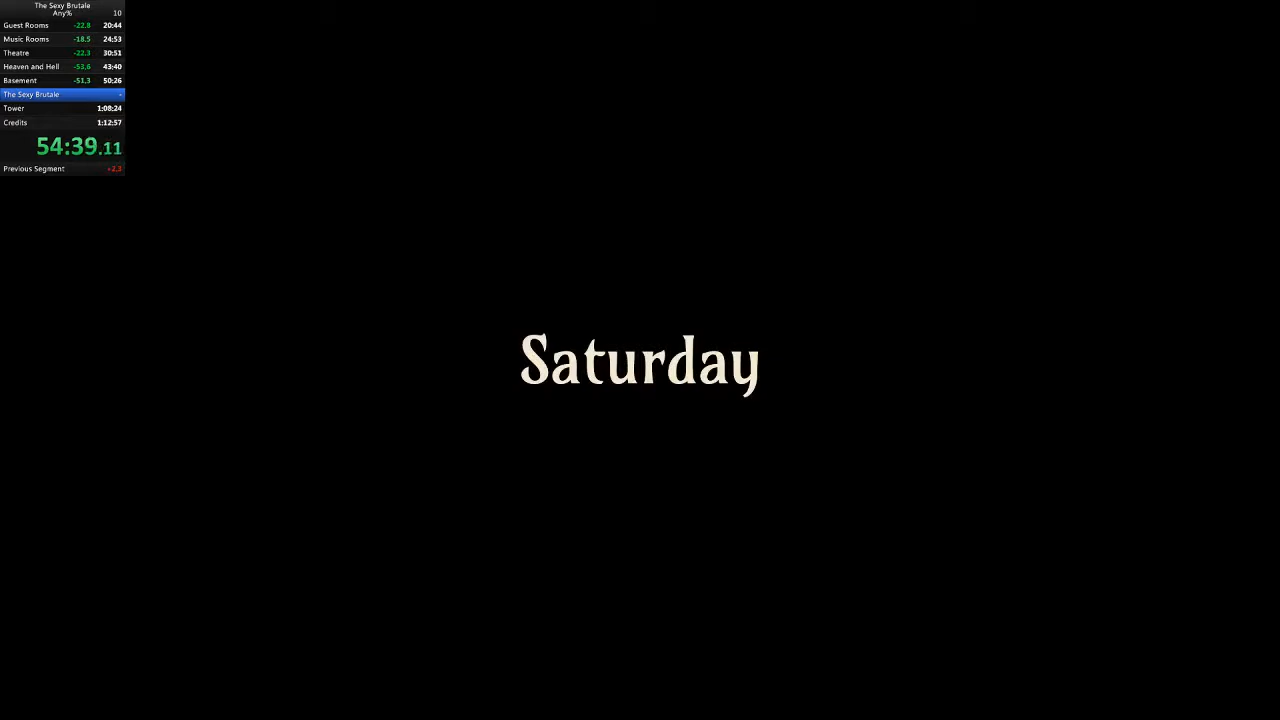 The Sexy Brutale
Any% 10
Guest Rooms -22.8 20:44
Music Rooms -18.5 24:53
Theatre -22.3 30:51
Heaven and Hell -53.6 43:40
Basement -51.3 50:26
The Sexy Brutale -
Tower 1:08:24
Credits 1:12:57
54:39.11
Previous Segment +2.3
Saturday